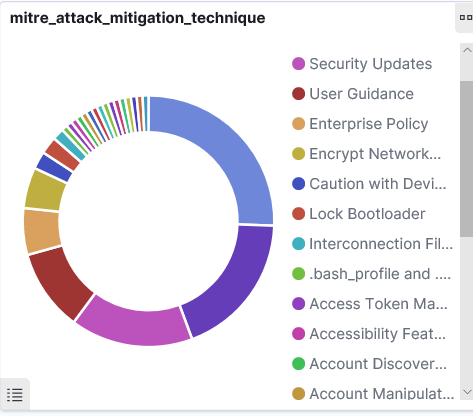 mitre_attack_mitigation_technique
Security Updates
User Guidance
Enterprise Policy
Encrypt Network...
Caution with Devi...
Lock Bootloader
Interconnection Fil...
.bash_profile and ....
Access Token Ma...
Accessibility Feat...
Account Discover...
Account Manipulat...